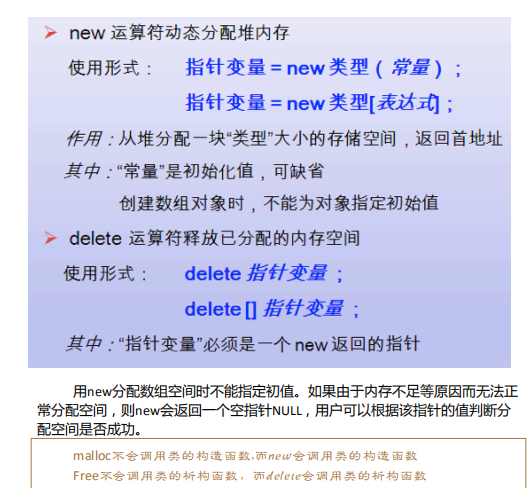 ➢ new 运算符动态分配堆内存
使用形式： 指针变量 = new 类型（常量）；
指针变量 = new 类型[表达式]；
作用：从堆分配一块“类型”大小的存储空间，返回首地址
其中：“常量”是初始化值，可缺省
创建数组对象时，不能为对象指定初始值
➢ delete 运算符释放已分配的内存空间
使用形式： delete 指针变量；
delete [] 指针变量；
其中：“指针变量”必须是一个 new 返回的指针
用new分配数组空间时不能指定初值。如果由于内存不足等原因而无法正
常分配空间，则new会返回一个空指针NULL，用户可以根据该指针的值判断分
配空间是否成功。
malloc不会调用类的构造函数,而new会调用类的构造函数
Free不会调用类的析构函数，而delete会调用类的析构函数